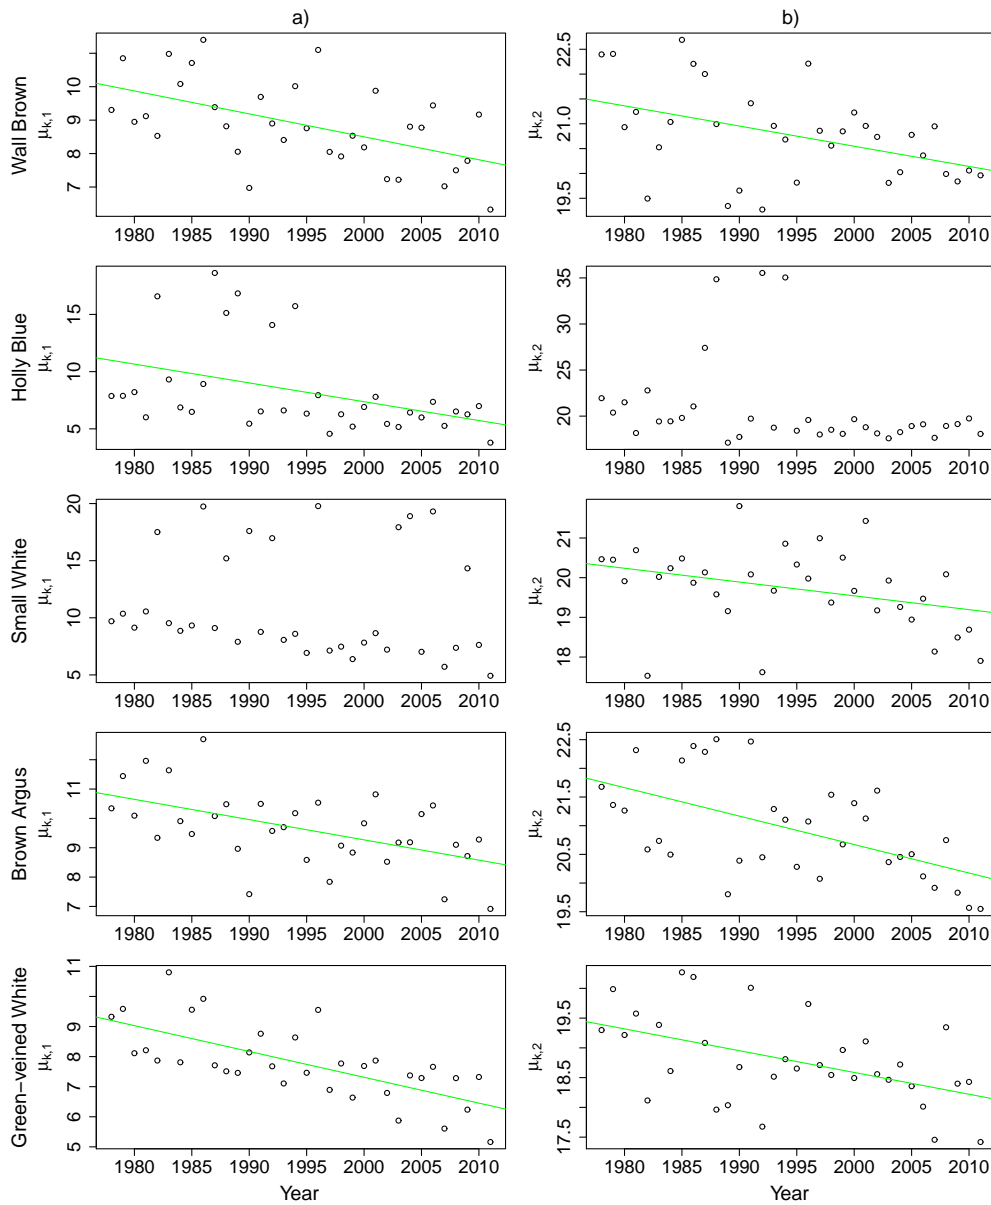 a)
b)
Wall Brown
μk,1
7 8 9 10
1980 1985 1990 1995 2000 2005 2010
μk,2
19.5 21.0 22.5
1980 1985 1990 1995 2000 2005 2010
Holly Blue
μk,1
5 10 15
1980 1985 1990 1995 2000 2005 2010
μk,2
20 25 30 35
1980 1985 1990 1995 2000 2005 2010
Small White
μk,1
5 10 15 20
1980 1985 1990 1995 2000 2005 2010
μk,2
18 19 20 21
1980 1985 1990 1995 2000 2005 2010
Brown Argus
μk,1
7 8 9 10
1980 1985 1990 1995 2000 2005 2010
μk,2
19.5 20.5 21.5 22.5
1980 1985 1990 1995 2000 2005 2010
Green−veined White
μk,1
5 6 7 8 9 11
1980 1985 1990 1995 2000 2005 2010
μk,2
17.5 18.5 19.5
1980 1985 1990 1995 2000 2005 2010
Year
Year